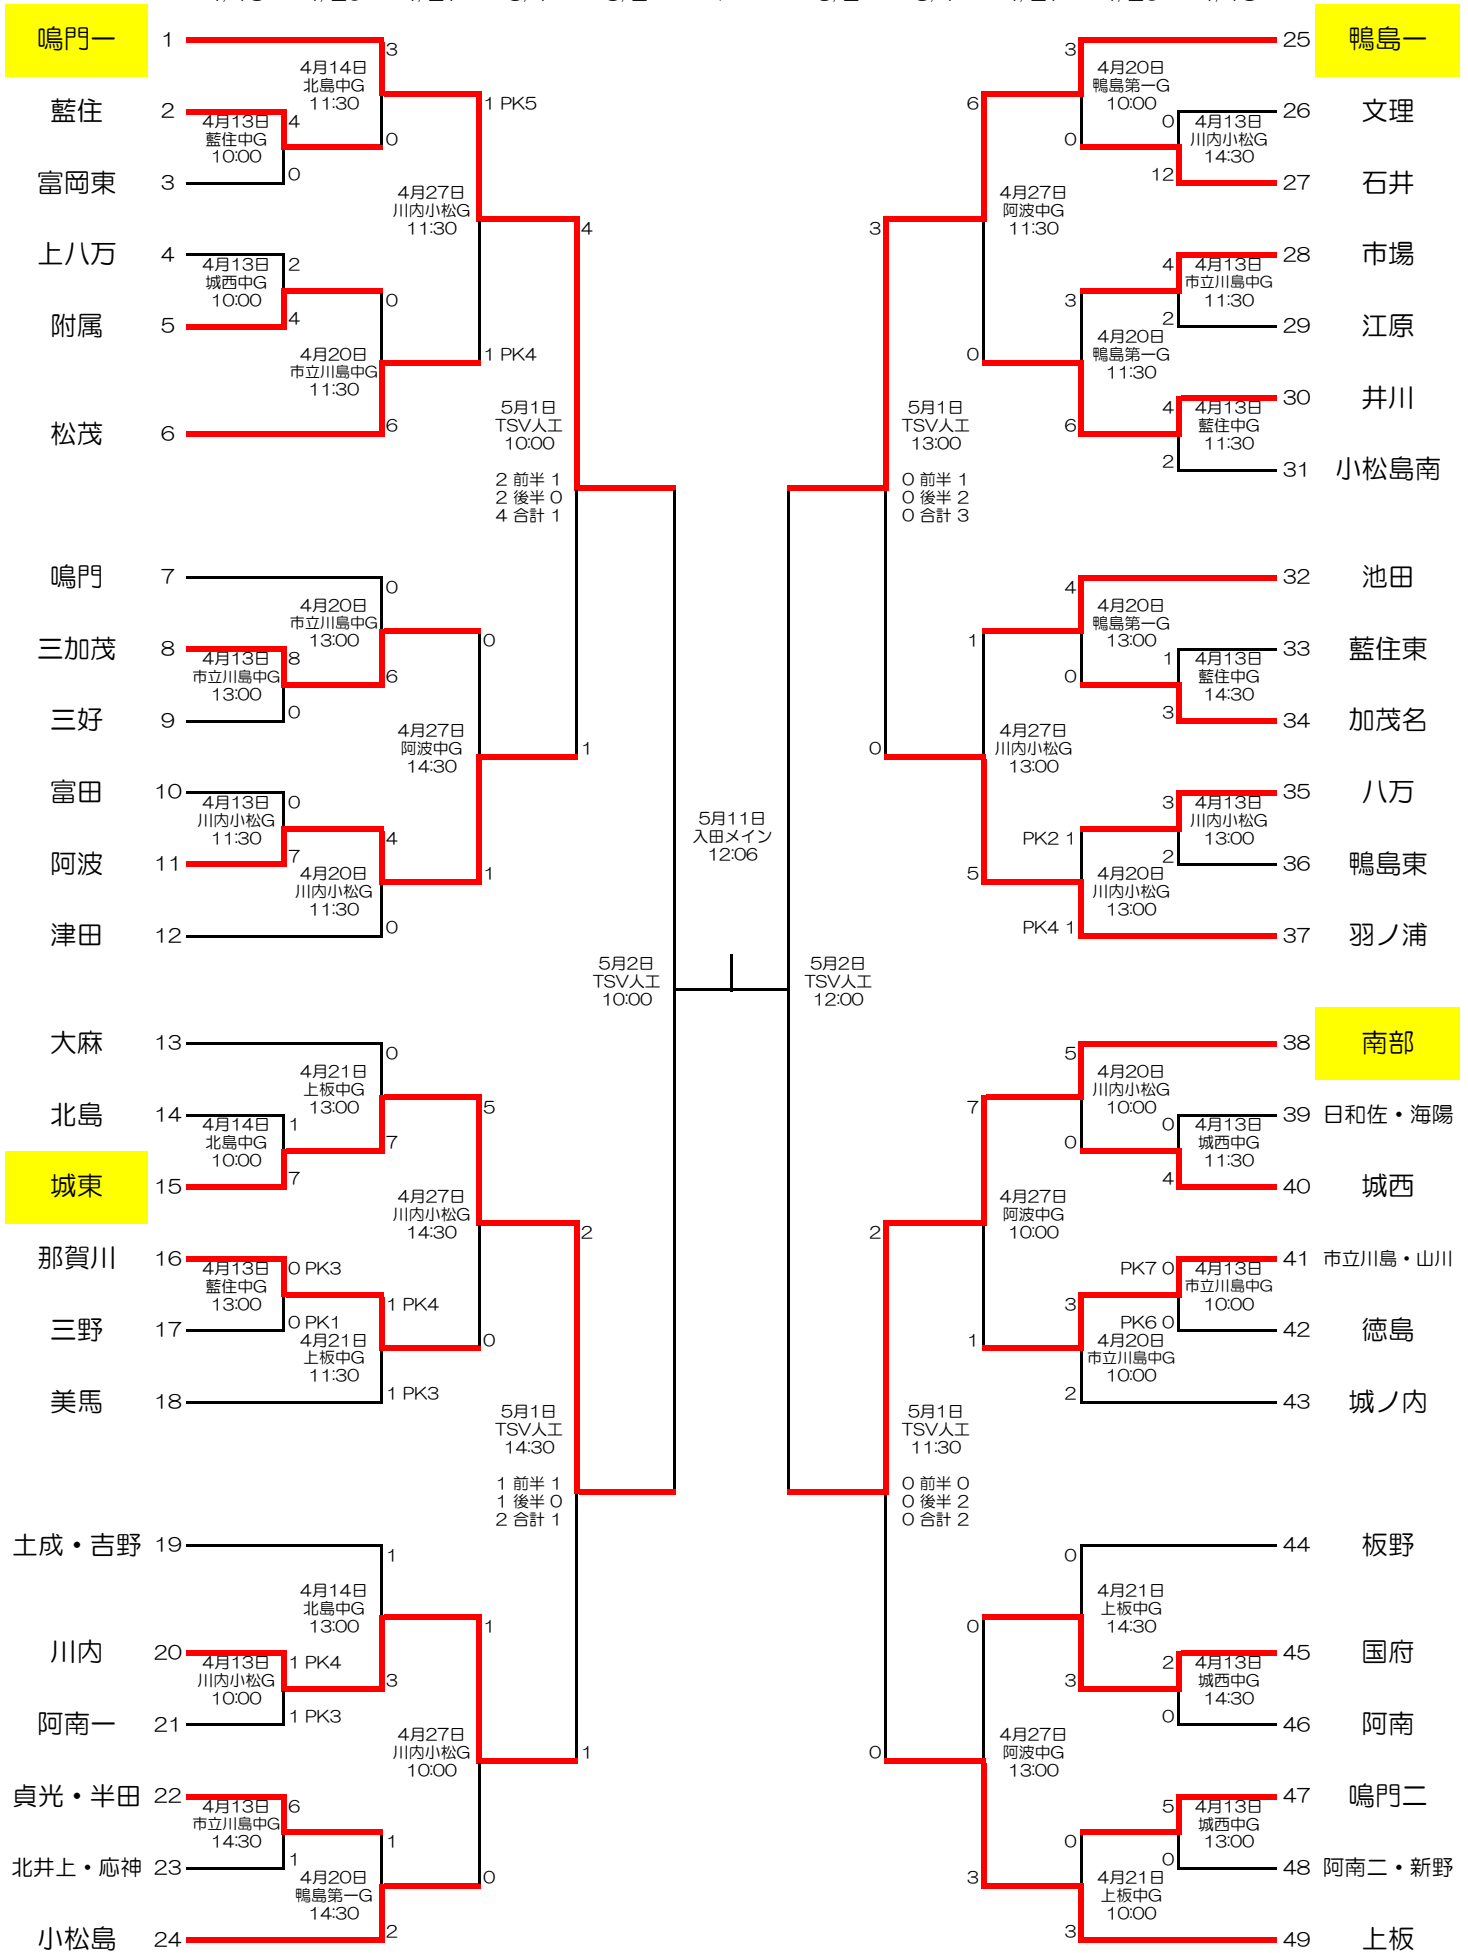 鳴門一 1 3 3 25 鴨島一
4月14日
北島中G
11:30
4月20日
鴨島第一G
10:00
1 PK5 6
藍住 2 4 0 26 文理
4月13日
藍住中G
10:00
0 0
4月13日
川内小松G
14:30
富岡東 3 0 12 27 石井
4月27日
川内小松G
11:30
4月27日
阿波中G
11:30
4 3
上八万 4 2 4 28 市場
4月13日
城西中G
10:00
0 3
4月13日
市立川島中G
11:30
附属 5 4 2 29 江原
4月20日
市立川島中G
11:30
1 PK4 0
4月20日
鴨島第一G
11:30
4 30 井川
4月13日
藍住中G
11:30
松茂 6 6 6
2 31 小松島南
5月1日
TSV人工
10:00
5月1日
TSV人工
13:00
2 前半 1
2 後半 0
4 合計 1
0 前半 1
0 後半 2
0 合計 3
鳴門 7 0 4 32 池田
4月20日
市立川島中G
13:00
4月20日
鴨島第一G
13:00
0 1
三加茂 8 8 1 33 藍住東
4月13日
市立川島中G
13:00
6 0
4月13日
藍住中G
14:30
三好 9 0 3 34 加茂名
4月27日
阿波中G
14:30
4月27日
川内小松G
13:00
1 0
富田 10 0 3 35 八万
4月13日
川内小松G
11:30
4 PK2 1
4月13日
川内小松G
13:00
阿波 11 7 2 36 鴨島東
4月20日
川内小松G
11:30
1 5
4月20日
川内小松G
13:00
津田 12 0 PK4 1 37 羽ノ浦
5月11日
入田メイン
12:06
5月2日
TSV人工
10:00
5月2日
TSV人工
12:00
大麻 13 0 5 38 南部
4月21日
上板中G
13:00
4月20日
川内小松G
10:00
5 7
北島 14 1 0 39 日和佐・海陽
4月14日
北島中G
10:00
7 0
4月13日
城西中G
11:30
城東 15 7 4 40 城西
4月27日
川内小松G
14:30
4月27日
阿波中G
10:00
2 2
那賀川 16 0 PK3 PK7 0 41 市立川島・山川
4月13日
藍住中G
13:00
1 PK4 3
4月13日
市立川島中G
10:00
三野 17 0 PK1 PK6 0 42 徳島
4月21日
上板中G
11:30
0 1
4月20日
市立川島中G
10:00
美馬 18 1 PK3 2 43 城ノ内
5月1日
TSV人工
14:30
5月1日
TSV人工
11:30
1 前半 1
1 後半 0
2 合計 1
0 前半 0
0 後半 2
0 合計 2
土成・吉野 19 1 0 44 板野
4月14日
北島中G
13:00
4月21日
上板中G
14:30
1 0
川内 20 1 PK4 2 45 国府
4月13日
川内小松G
10:00
3 3
4月13日
城西中G
14:30
阿南一 21 1 PK3 0 46 阿南
4月27日
川内小松G
10:00
4月27日
阿波中G
13:00
1 0
貞光・半田 22 6 5 47 鳴門二
4月13日
市立川島中G
14:30
1 0
4月13日
城西中G
13:00
北井上・応神 23 1 0 48 阿南二・新野
4月20日
鴨島第一G
14:30
0 3
4月21日
上板中G
10:00
小松島 24 2 3 49 上板